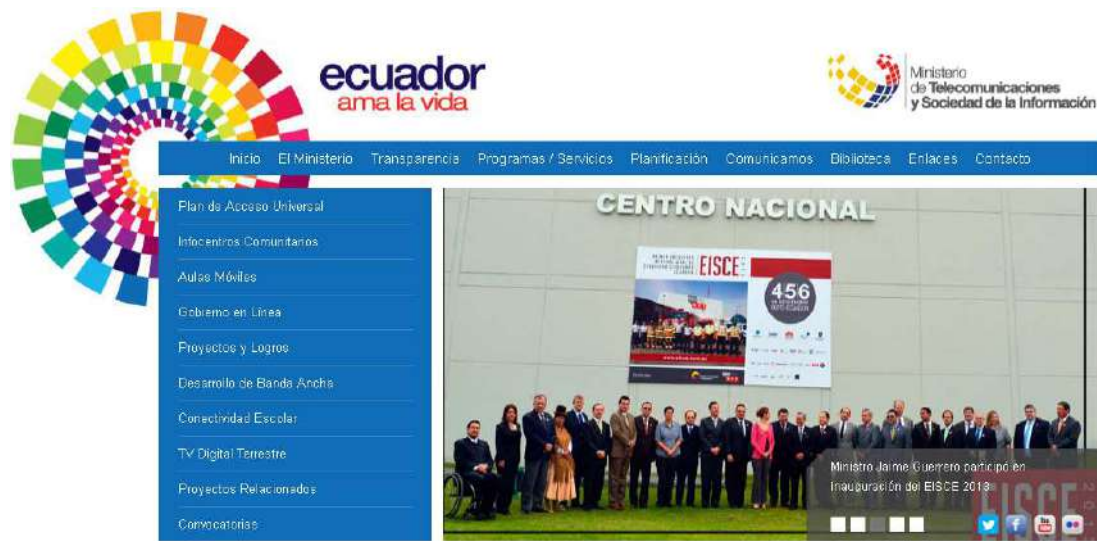 ecuador
ama la vida
Ministerio
de Telecomunicaciones
y Sociedad de la Información
Inicio El Ministerio Transparencia Programas / Servicios Planificación Comunicamos Biblioteca Enlaces Contacto
Plan de Acceso Universal
Infocentros Comunitarios
Aulas Móviles
Gobierno en Línea
Proyectos y Logros
Desarrollo de Banda Ancha
Conectividad Escolar
TV Digital Terrestre
Proyectos Relacionados
Convocatorias
CENTRO NACIONAL
EISCE
456
Ministro Jaime Guerrero participó en
inauguración del EISCE 2013
EISCE